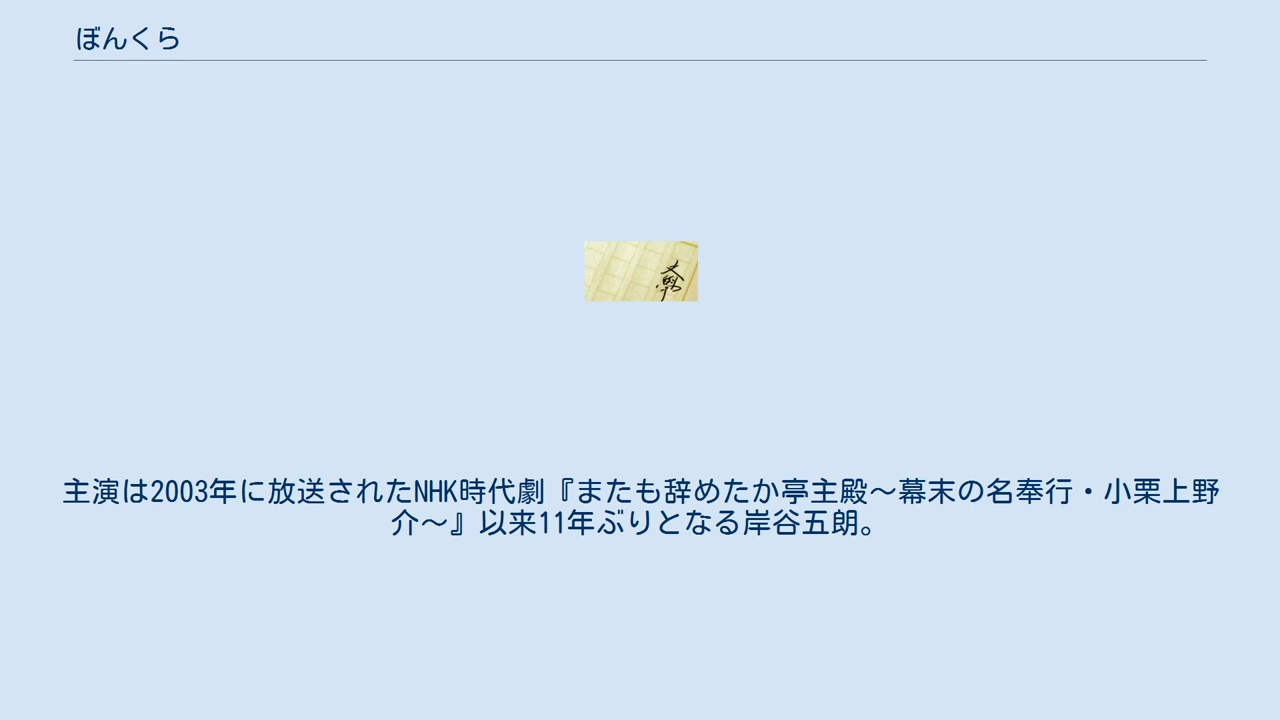 ぼんくら
主演は2003年に放送されたNHK時代劇『またも辞めたか亭主殿〜幕末の名奉行・小栗上野
介〜』以来11年ぶりとなる岸谷五朗。